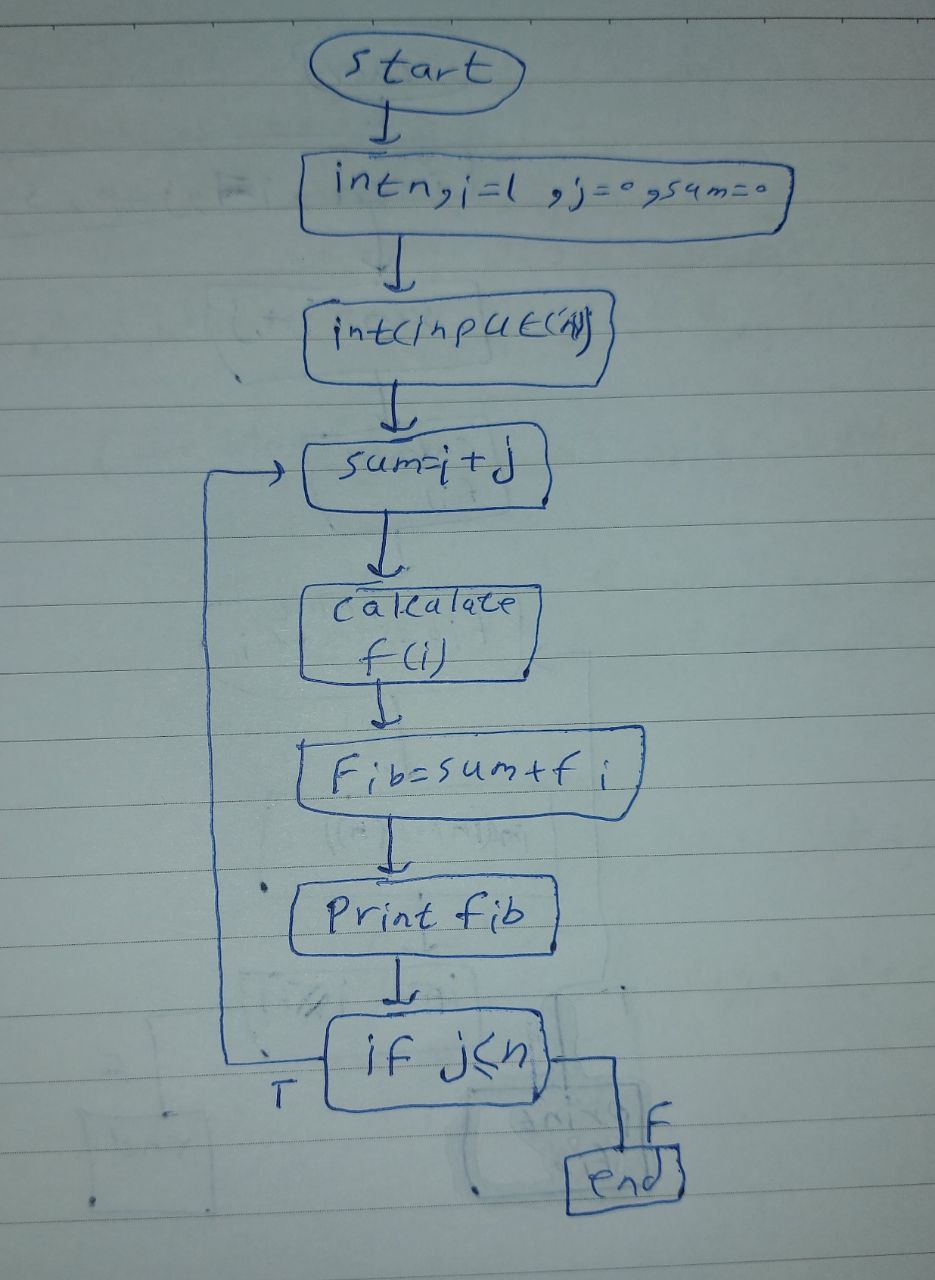 start
int n, i=1, j=0, sum=0
int(input(n))
sum=i+j
calculate
f(i)
Fib=sum+f i
Print fib
if j≤n
T
F
end